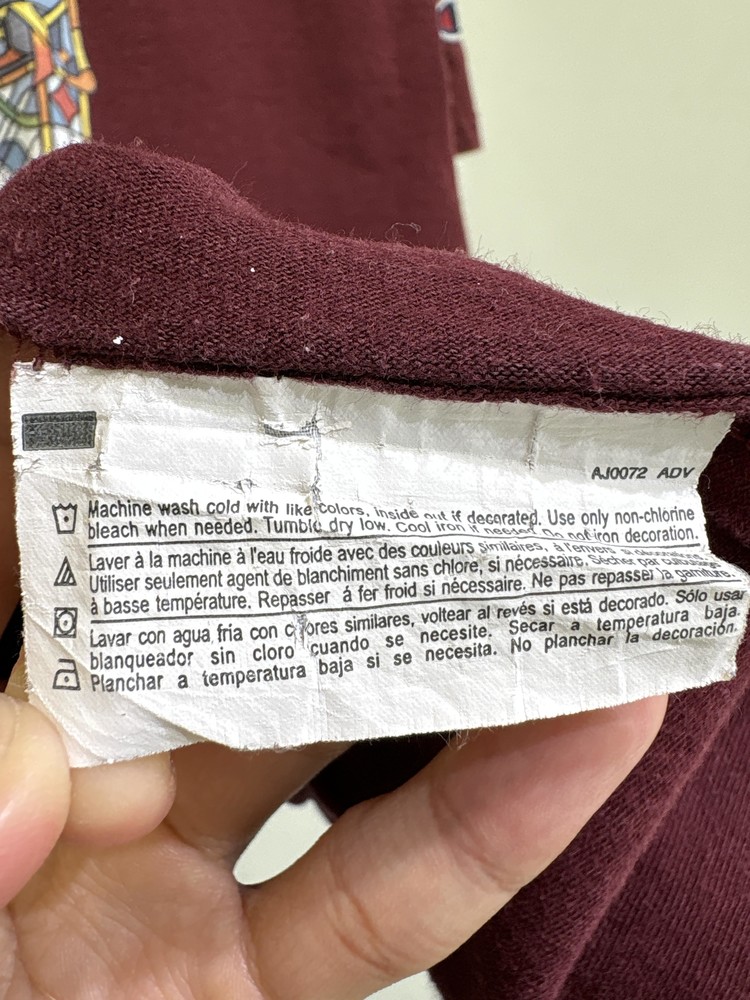 AJ0072 ADV
Machine wash cold with like colors, inside out if decorated. Use only non-chlorine
bleach when needed. Tumble dry low. Cool iron if needed. Do not iron decoration.
Laver à la machine à l'eau froide avec des couleurs similaires, à l'envers si
Utiliser seulement agent de blanchiment sans chlore, si nécessaire. Sécher par
à basse température. Repasser á fer froid si nécessaire. Ne pas repasser la garniture.
Lavar con agua fria con colores similares, voltear al revés si está decorado. Sólo usar
blanqueador sin cloro cuando se necesite. Secar a temperatura baja.
Planchar a temperatura baja si se necesita. No planchar la decoración.